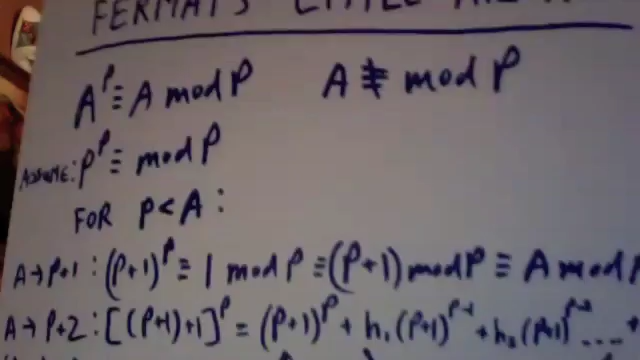 FERMAT'S LITTLE
A^p ≡ A mod P A ≢ mod P
ASSUME: P^p ≡ mod P
FOR P < A :
A → P+1 : (P+1)^p ≡ 1 mod P ≡ (P+1) mod P ≡ A mod P
A → P+2 : [(P+1)+1]^p = (P+1)^p + h₁(P+1)^{p-1} + h₂(P+1)^{p-2} .... +